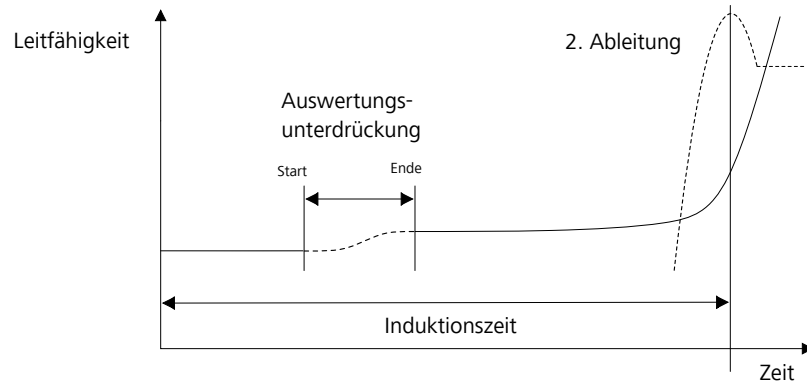 Leitfähigkeit
2. Ableitung
Auswertungs-
unterdrückung
Start
Ende
Induktionszeit
Zeit